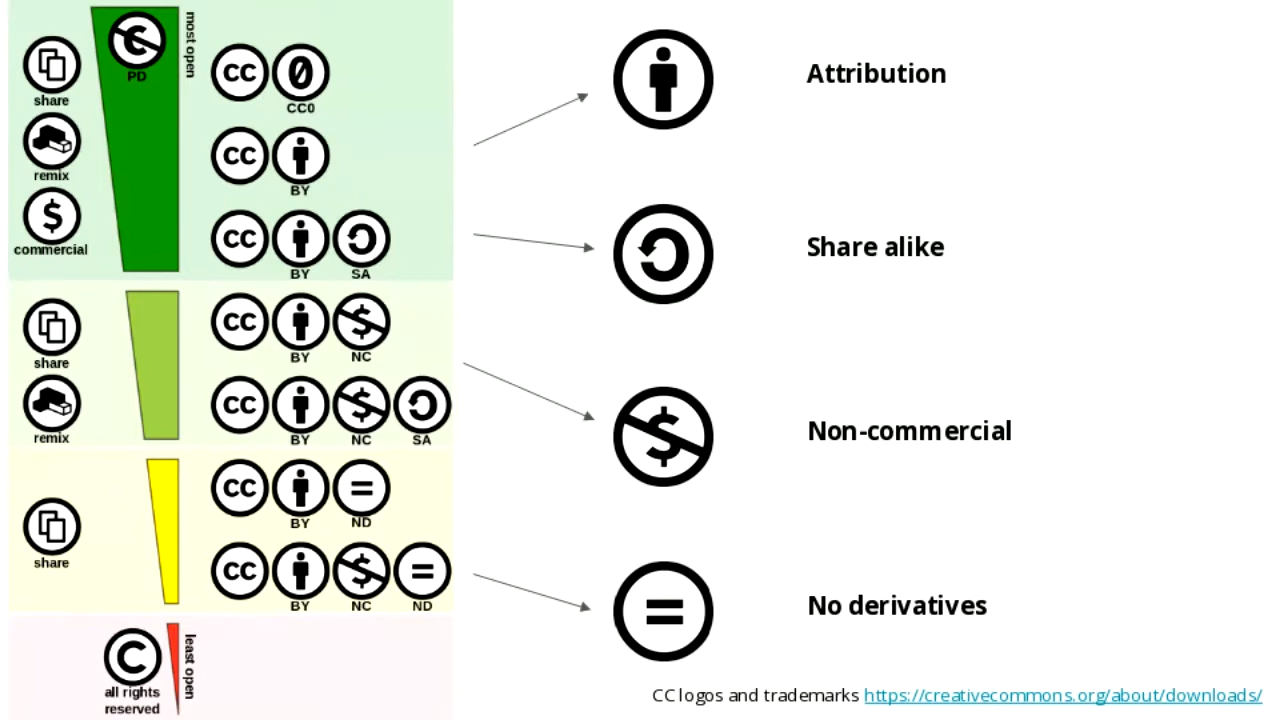 most open
PD
share
remix
commercial
CC
CC0
CC
BY
CC
BY SA
share
remix
CC
BY NC
CC
BY NC SA
share
CC
BY ND
CC
BY NC ND
least open
all rights
reserved
Attribution
Share alike
Non-commercial
No derivatives
CC logos and trademarks https://creativecommons.org/about/downloads/